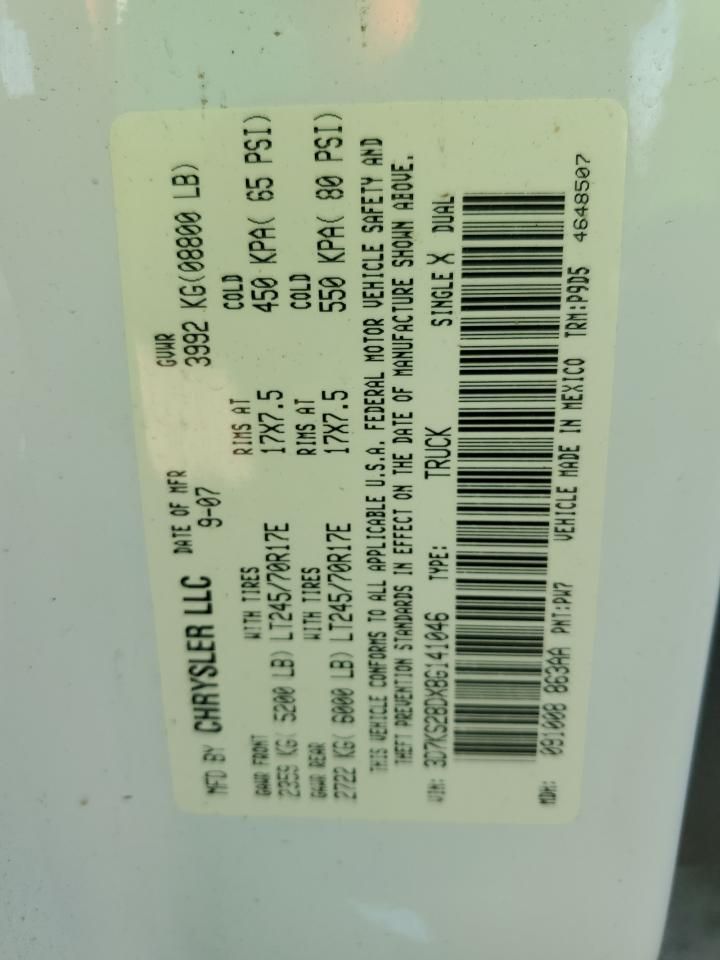 MFD BY CHRYSLER LLC DATE OF MFR GVWR
9-07 3992 KG(08800 LB)
GAWR FRONT WITH TIRES RIMS AT COLD
2359 KG( 5200 LB) LT245/70R17E 17X7.5 450 KPA( 65 PSI)
GAWR REAR WITH TIRES RIMS AT COLD
2722 KG( 6000 LB) LT245/70R17E 17X7.5 550 KPA( 80 PSI)
THIS VEHICLE CONFORMS TO ALL APPLICABLE U.S.A. FEDERAL MOTOR VEHICLE SAFETY AND
THEFT PREVENTION STANDARDS IN EFFECT ON THE DATE OF MANUFACTURE SHOWN ABOVE.
VIN: 3D7KS28DX8G141046 TYPE: TRUCK SINGLE X DUAL
MDH: 091008 863AA PNT:PW7 VEHICLE MADE IN MEXICO TRM:P9D5
4648507